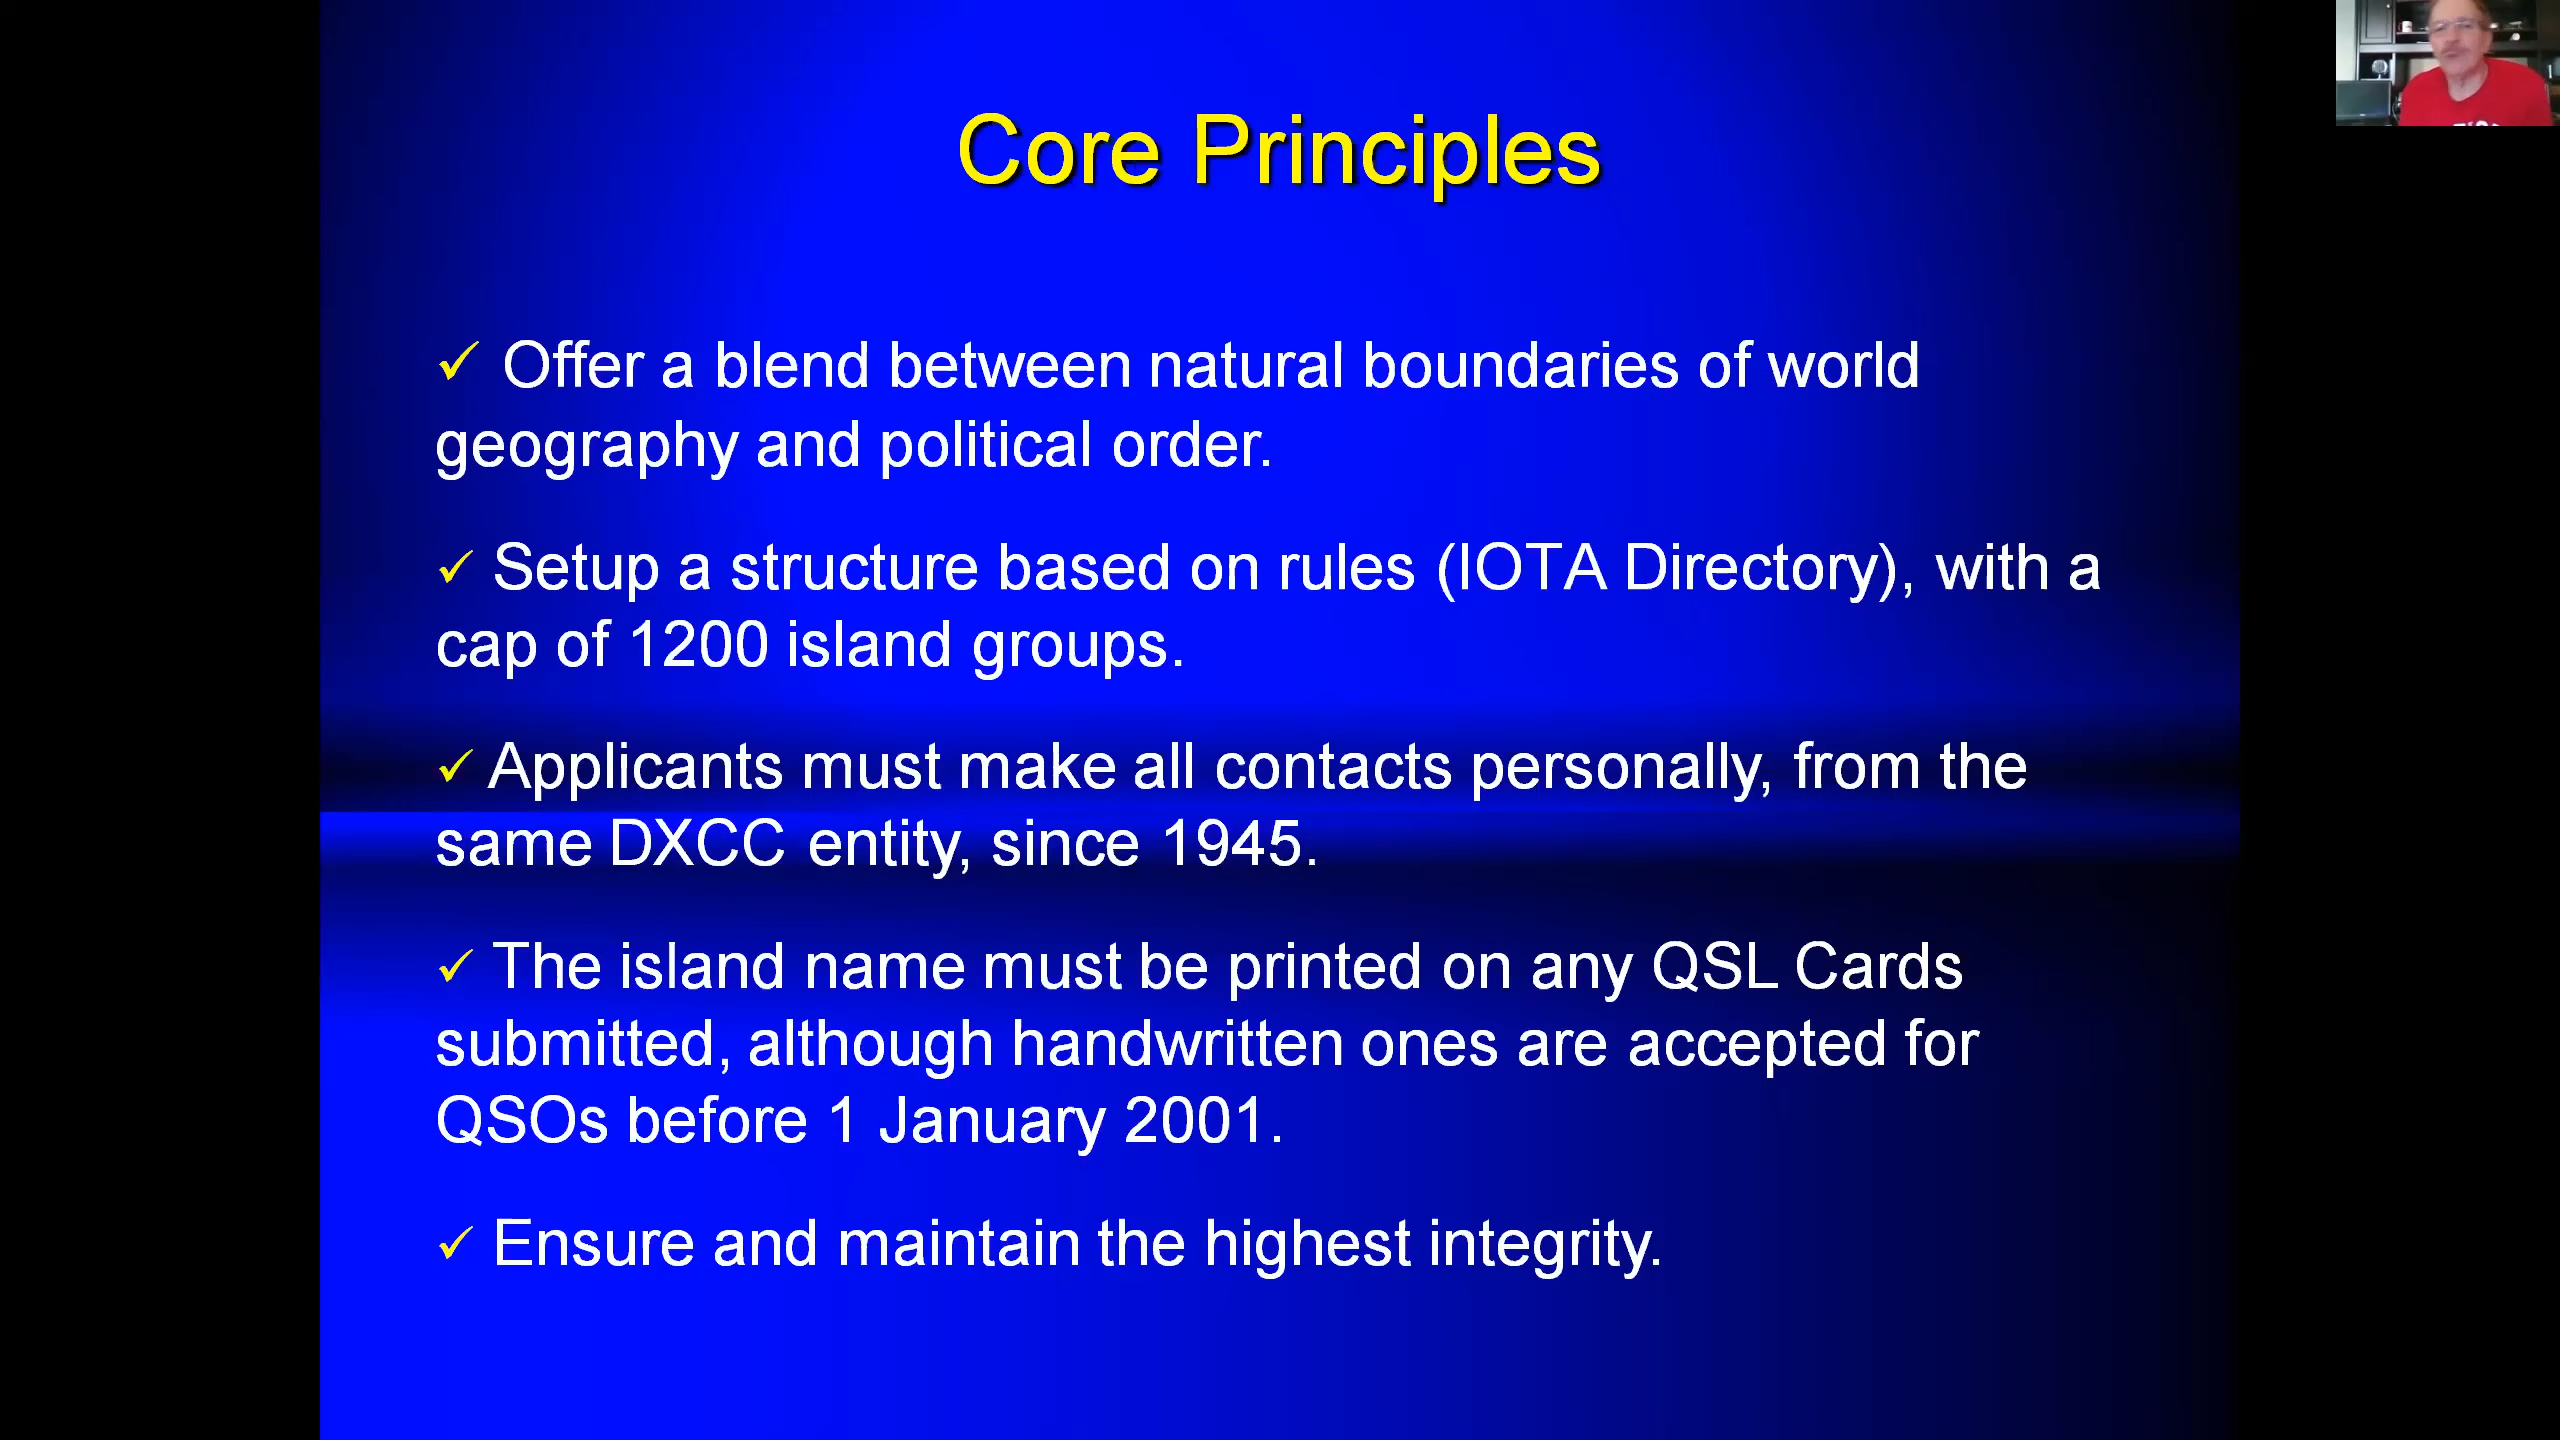 Core Principles
✓ Offer a blend between natural boundaries of world
geography and political order.
✓ Setup a structure based on rules (IOTA Directory), with a
cap of 1200 island groups.
✓ Applicants must make all contacts personally, from the
same DXCC entity, since 1945.
✓ The island name must be printed on any QSL Cards
submitted, although handwritten ones are accepted for
QSOs before 1 January 2001.
✓ Ensure and maintain the highest integrity.